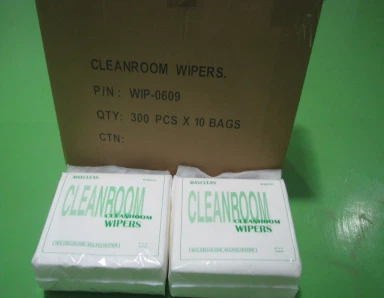 CLEANROOM WIPERS.
P/N: WIP-0609
QTY: 300 PCS X 10 BAGS
CTN:
CLEANROOM
CLEANROOM
WIPERS
CLEANROOM
CLEANROOM
WIPERS